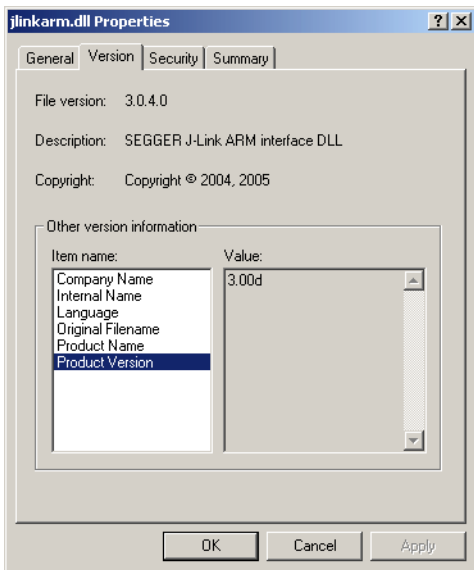 jlinkarm.dll Properties
General Version Security Summary
File version: 3.0.4.0
Description: SEGGER J-Link ARM interface DLL
Copyright: Copyright © 2004, 2005
Other version information
Item name: Value:
Company Name 3.00d
Internal Name
Language
Original Filename
Product Name
Product Version
OK Cancel Apply